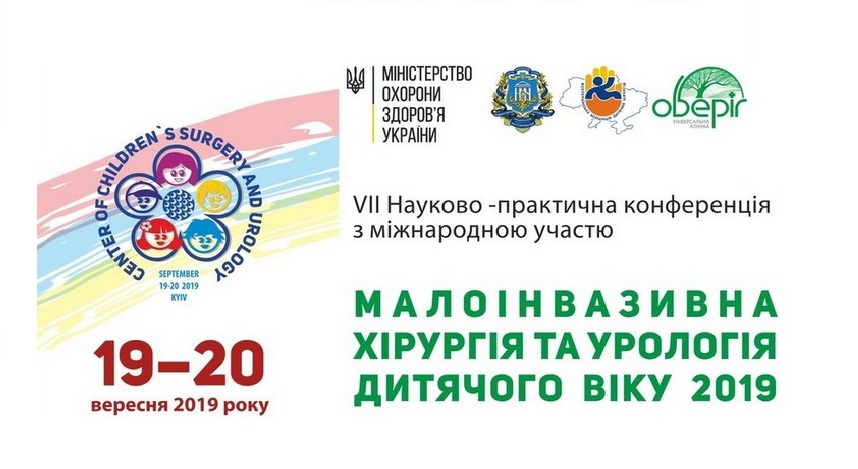 МІНІСТЕРСТВО
ОХОРОНИ
ЗДОРОВ'Я
УКРАЇНИ
оберіг
УНІВЕРСАЛЬНА
КЛІНІКА
CENTER OF CHILDREN`S SURGERY AND UROLOGY
SEPTEMBER
19-20 2019
KYIV
VII Науково -практична конференція
з міжнародною участю
19–20
вересня 2019 року
МАЛОІНВАЗИВНА
ХІРУРГІЯ ТА УРОЛОГІЯ
ДИТЯЧОГО ВІКУ 2019